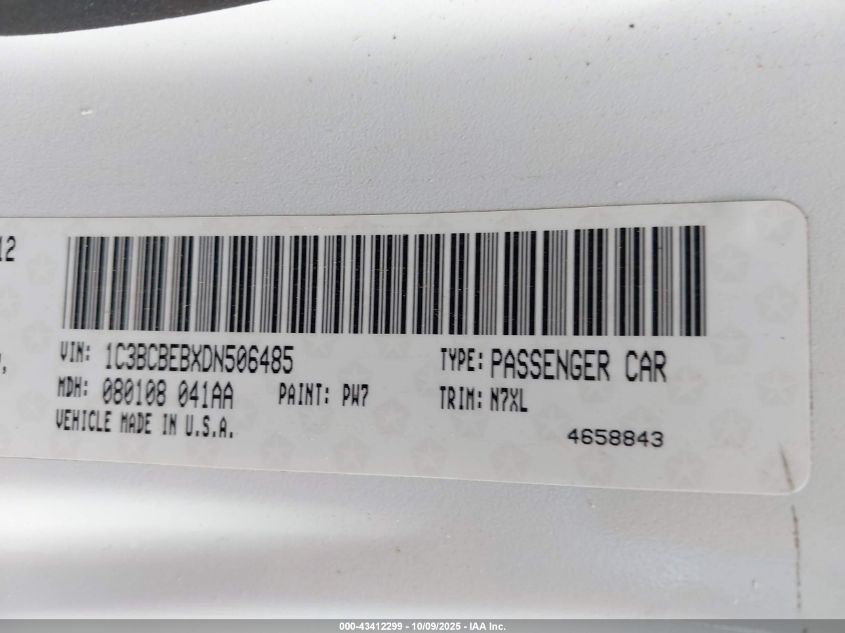 12
VIN: 1C3BCBEBXDN506485 TYPE: PASSENGER CAR
MDH: 080108 041AA PAINT: PW7 TRIM: N7XL
VEHICLE MADE IN U.S.A. 4658843
000-43412299 - 10/09/2025 - IAA Inc.